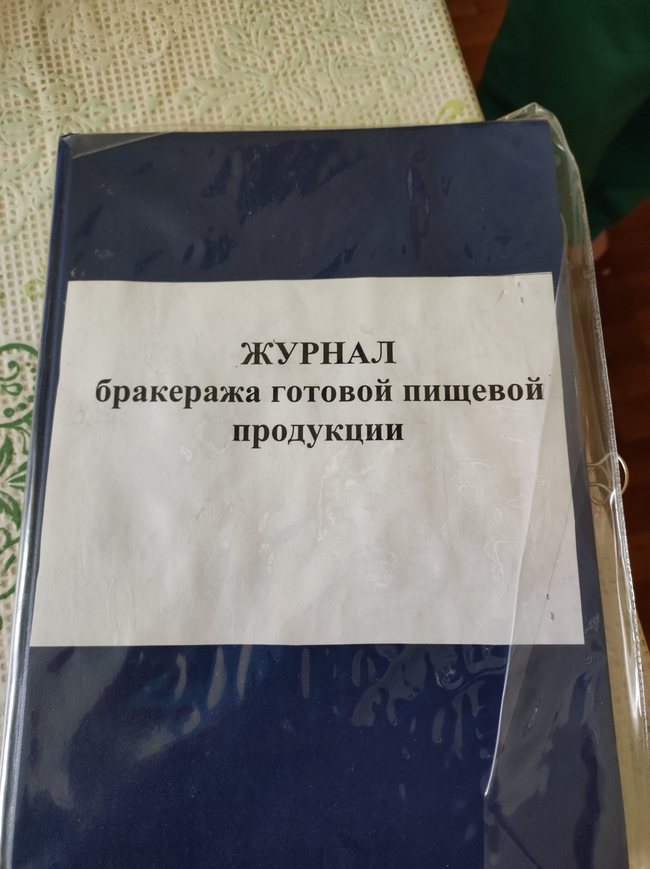 ЖУРНАЛ
бракеража готовой пищевой
продукции